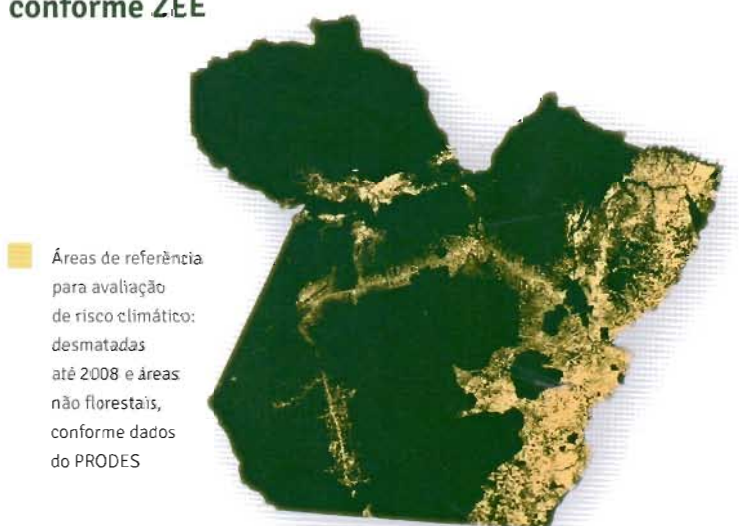 conforme ZEE
Áreas de referência
para avaliação
de risco climático:
desmatadas
até 2008 e áreas
não florestais,
conforme dados
do PRODES